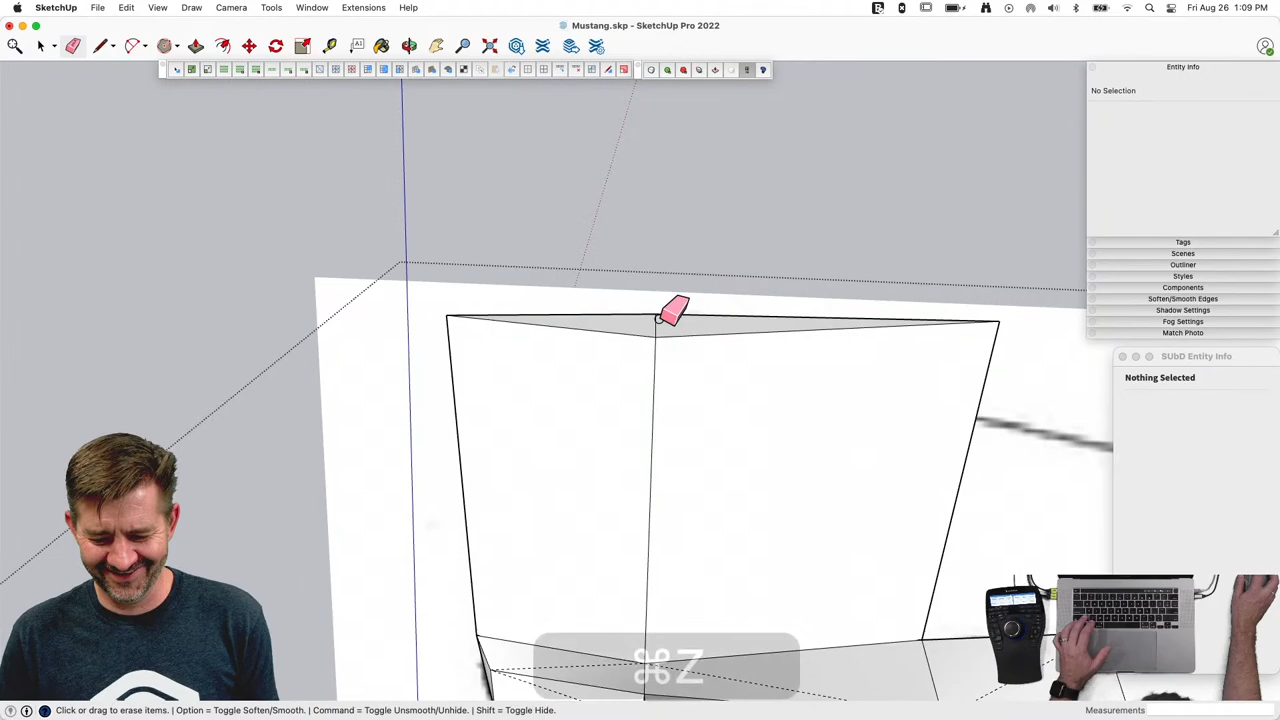 SketchUp File Edit View Draw Camera Tools Window Extensions Help
Fri Aug 26 1:09 PM
Mustang.skp - SketchUp Pro 2022
Entity Info
No Selection
Tags
Scenes
Outliner
Styles
Components
Soften/Smooth Edges
Shadow Settings
Fog Settings
Match Photo
SUbD Entity Info
Nothing Selected
⌘Z
Click or drag to erase items. | Option = Toggle Soften/Smooth. | Command = Toggle Unsmooth/Unhide. | Shift = Toggle Hide.
Measurements